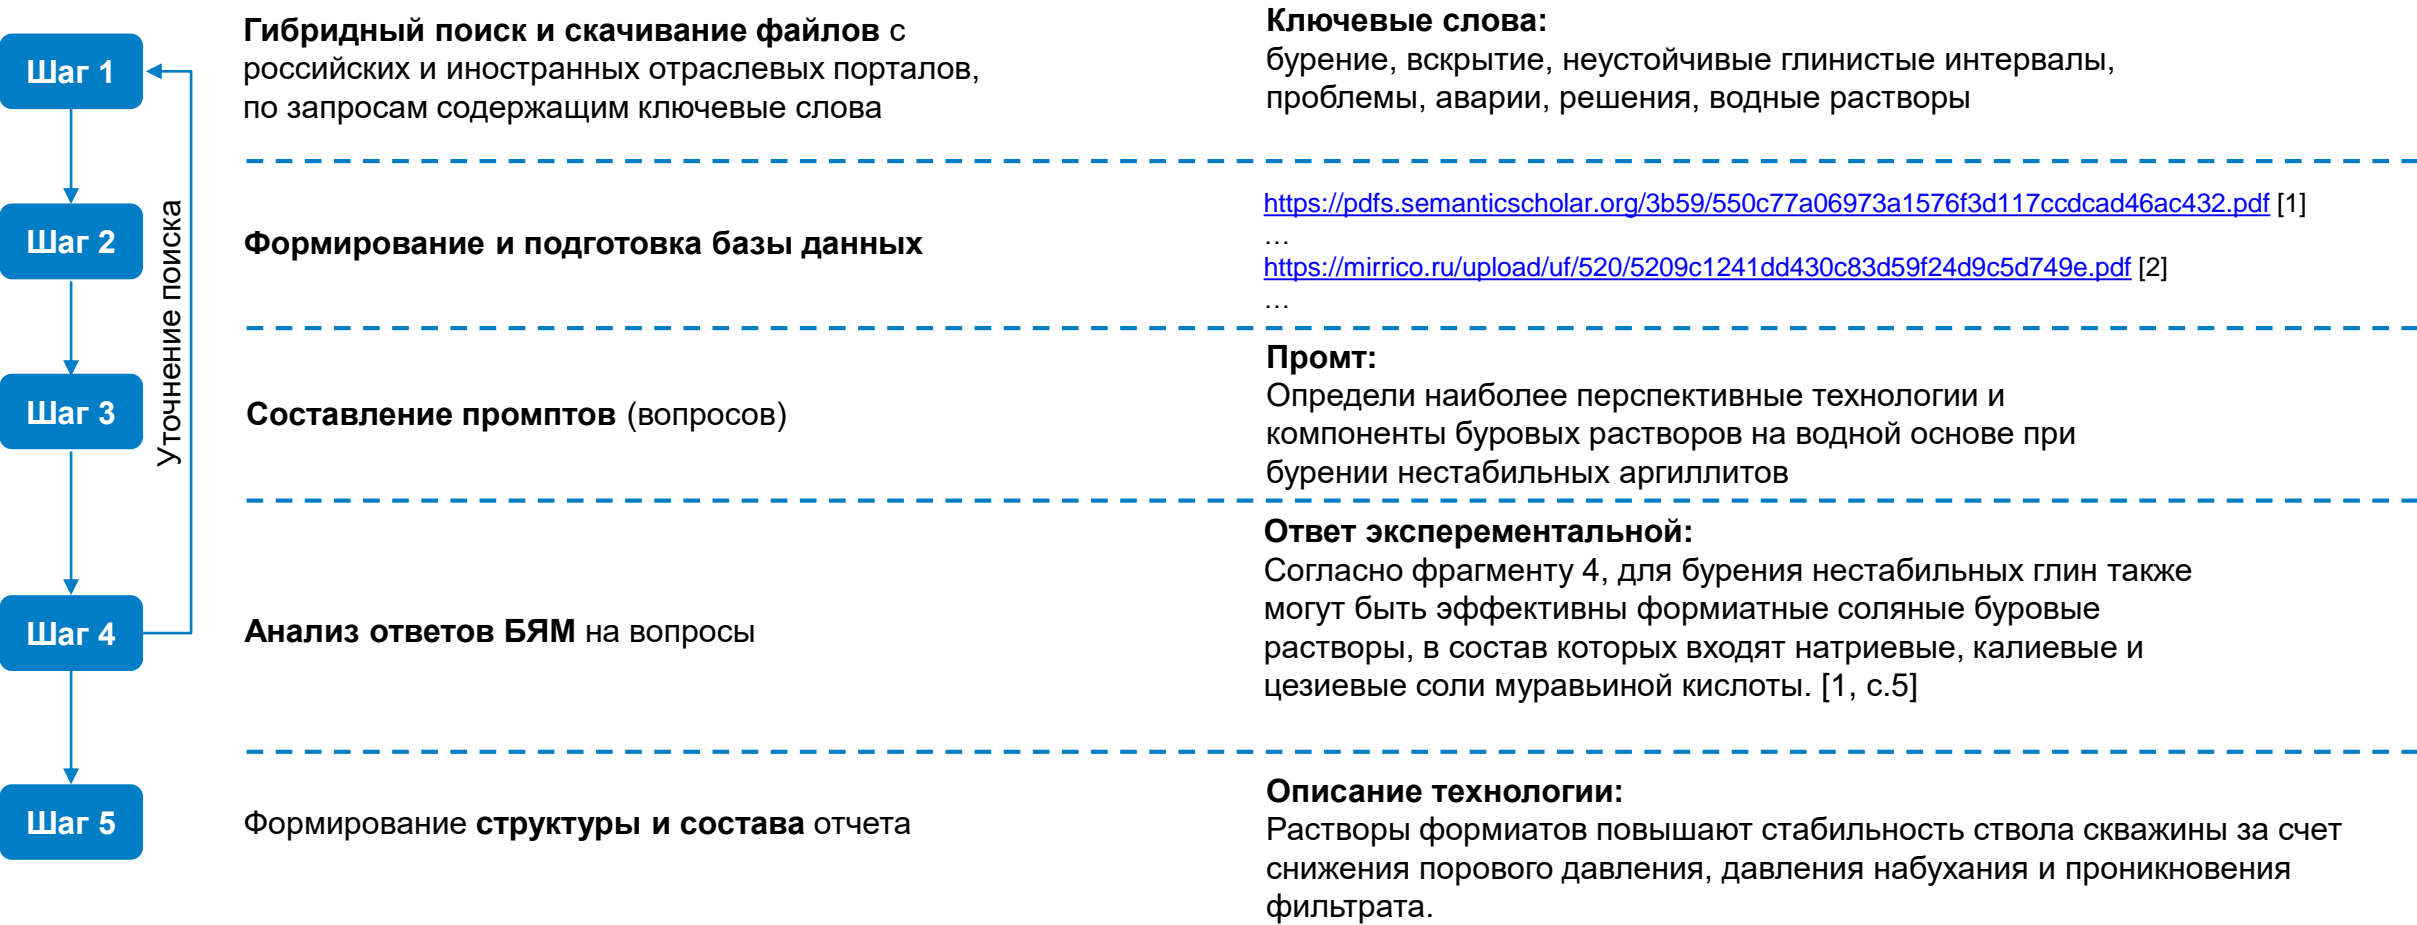 Шаг 1
Гибридный поиск и скачивание файлов с
российских и иностранных отраслевых порталов,
по запросам содержащим ключевые слова
Ключевые слова:
бурение, вскрытие, неустойчивые глинистые интервалы,
проблемы, аварии, решения, водные растворы
Уточнение поиска
Шаг 2
Формирование и подготовка базы данных
https://pdfs.semanticscholar.org/3b59/550c77a06973a1576f3d117ccdcad46ac432.pdf [1]
…
https://mirrico.ru/upload/uf/520/5209c1241dd430c83d59f24d9c5d749e.pdf [2]
…
Шаг 3
Составление промптов (вопросов)
Промт:
Определи наиболее перспективные технологии и
компоненты буровых растворов на водной основе при
бурении нестабильных аргиллитов
Шаг 4
Анализ ответов БЯМ на вопросы
Ответ эксперементальной:
Согласно фрагменту 4, для бурения нестабильных глин также
могут быть эффективны формиатные соляные буровые
растворы, в состав которых входят натриевые, калиевые и
цезиевые соли муравьиной кислоты. [1, с.5]
Шаг 5
Формирование структуры и состава отчета
Описание технологии:
Растворы формиатов повышают стабильность ствола скважины за счет
снижения порового давления, давления набухания и проникновения
фильтрата.